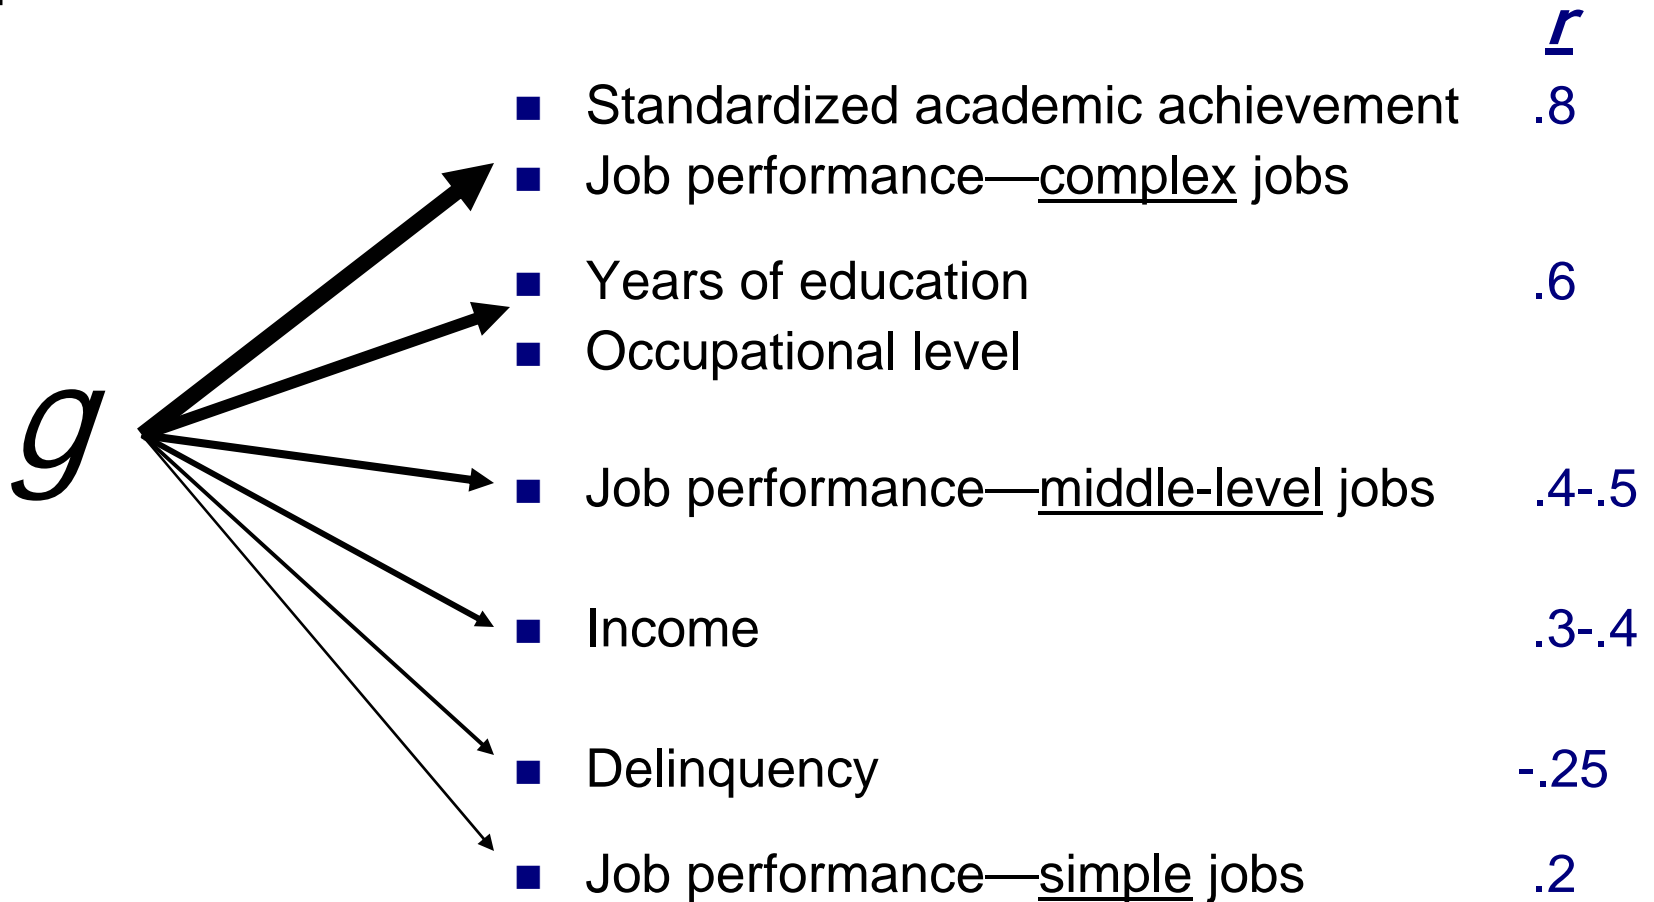 r
Standardized academic achievement .8
Job performance—complex jobs
Years of education .6
Occupational level
g
Job performance—middle-level jobs .4-.5
Income .3-.4
Delinquency -.25
Job performance—simple jobs .2